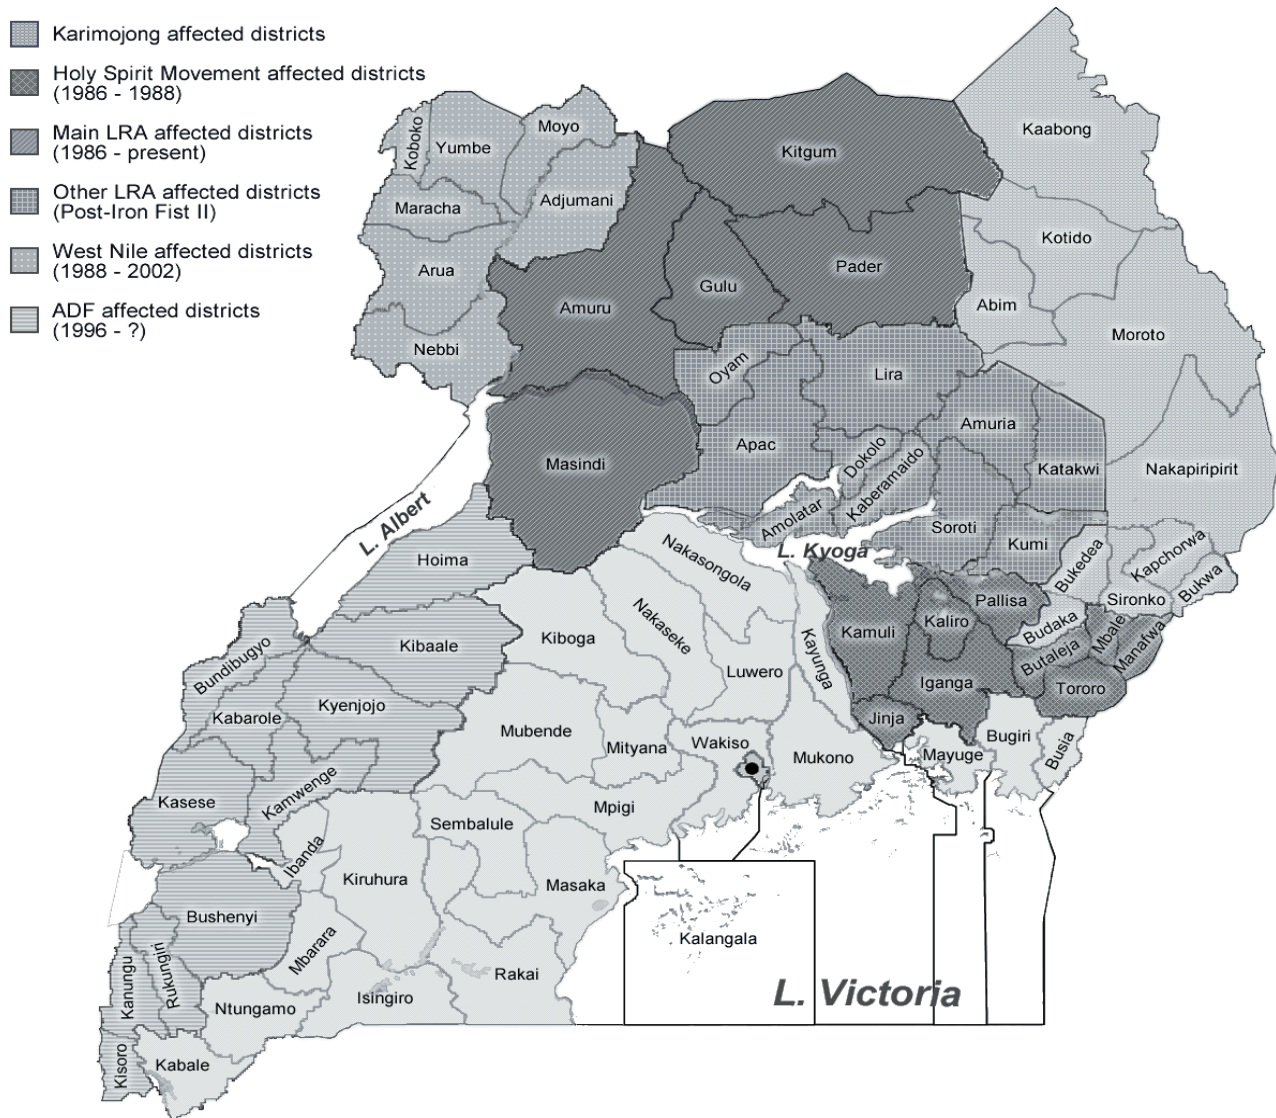 Karimojong affected districts
Holy Spirit Movement affected districts
(1986 - 1988)
Main LRA affected districts
(1986 - present)
Other LRA affected districts
(Post-Iron Fist II)
West Nile affected districts
(1988 - 2002)
ADF affected districts
(1996 - ?)
Koboko
Yumbe
Moyo
Kitgum
Kaabong
Maracha
Adjumani
Arua
Amuru
Gulu
Pader
Kotido
Abim
Moroto
Nebbi
Oyam
Lira
Amuria
Masindi
Apac
Dokolo
Kaberamaido
Katakwi
Nakapiripirit
L. Albert
Amolatar
Soroti
Kumi
L. Kyoga
Hoima
Nakasongola
Bukedea
Kapchorwa
Bukwa
Sironko
Pallisa
Kaliro
Kamuli
Budaka
Mbale
Manafwa
Butaleja
Tororo
Iganga
Jinja
Bundibugyo
Kibaale
Kiboga
Nakaseke
Luwero
Kayunga
Kabarole
Kyenjojo
Mubende
Mityana
Wakiso
Mukono
Mayuge
Bugiri
Busia
Kasese
Kamwenge
Mpigi
Sembalule
Ibanda
Kiruhura
Masaka
Bushenyi
Mbarara
Kalangala
Kanungu
Rukungiri
Ntungamo
Isingiro
Rakai
L. Victoria
Kisoro
Kabale